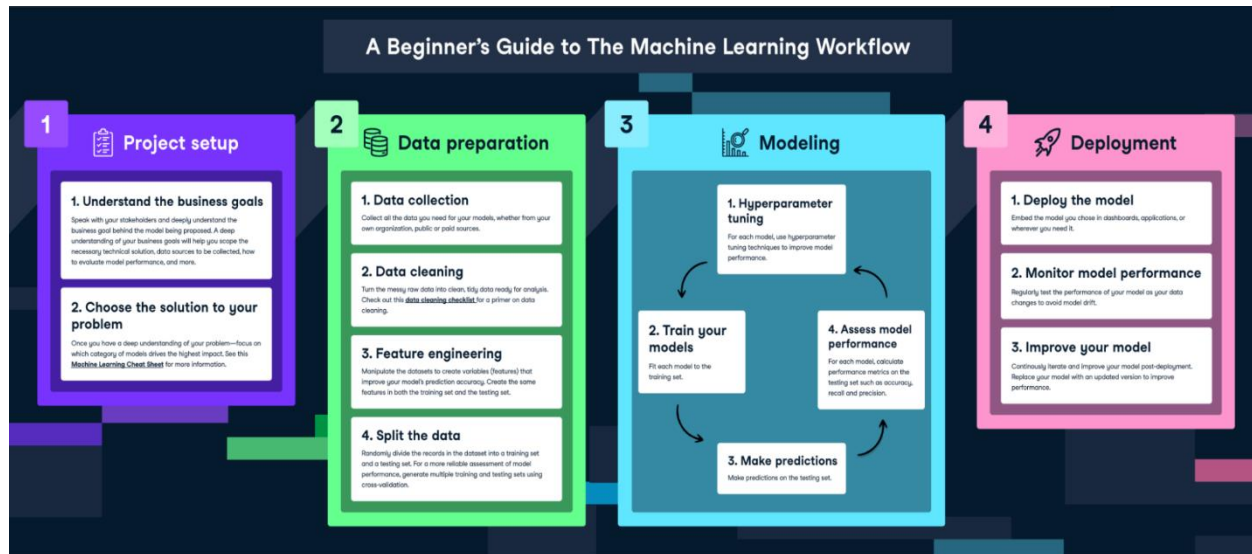 A Beginner's Guide to The Machine Learning Workflow
1
Project setup
1. Understand the business goals
Speak with your stakeholders and deeply understand the
business goal behind the model being proposed. A deep
understanding of your business goals will help you scope the
necessary technical solution, data sources to be collected, how
to evaluate model performance, and more.
2. Choose the solution to your
problem
Once you have a deep understanding of your problem—focus on
which category of models drives the highest impact. See this
Machine Learning Cheat Sheet for more information.
2
Data preparation
1. Data collection
Collect all the data you need for your models, whether from your
own organization, public or paid sources.
2. Data cleaning
Turn the messy raw data into clean, tidy data ready for analysis.
Check out this data cleaning checklist for a primer on data
cleaning.
3. Feature engineering
Manipulate the datasets to create variables (features) that
improve your model's prediction accuracy. Create the same
features in both the training set and the testing set.
4. Split the data
Randomly divide the records in the dataset into a training set
and a testing set. For a more reliable assessment of model
performance, generate multiple training and testing sets using
cross-validation.
3
Modeling
1. Hyperparameter
tuning
For each model, use hyperparameter
tuning techniques to improve model
performance.
2. Train your
models
Fit each model to the
training set.
3. Make predictions
Make predictions on the testing set.
4. Assess model
performance
For each model, calculate
performance metrics on the
testing set such as accuracy,
recall and precision.
4
Deployment
1. Deploy the model
Embed the model you chose in dashboards, applications, or
wherever you need it.
2. Monitor model performance
Regularly test the performance of your model as your data
changes to avoid model drift.
3. Improve your model
Continously iterate and improve your model post-deployment.
Replace your model with an updated version to improve
performance.